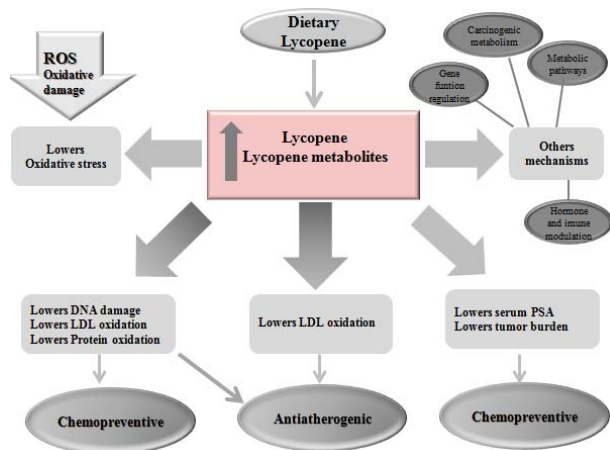 Dietary
Lycopene
ROS
Oxidative
damage
Carcinogenic
metabolism
Metabolic
pathways
Gene funtion
regulation
Lycopene
Lycopene metabolites
Lowers
Oxidative stress
Others
mechanisms
Hormone and
imune
modulation
Lowers DNA damage
Lowers LDL oxidation
Lowers Protein oxidation
Lowers LDL oxidation
Lowers serum PSA
Lowers tumor burden
Chemopreventive
Antiatherogenic
Chemopreventive